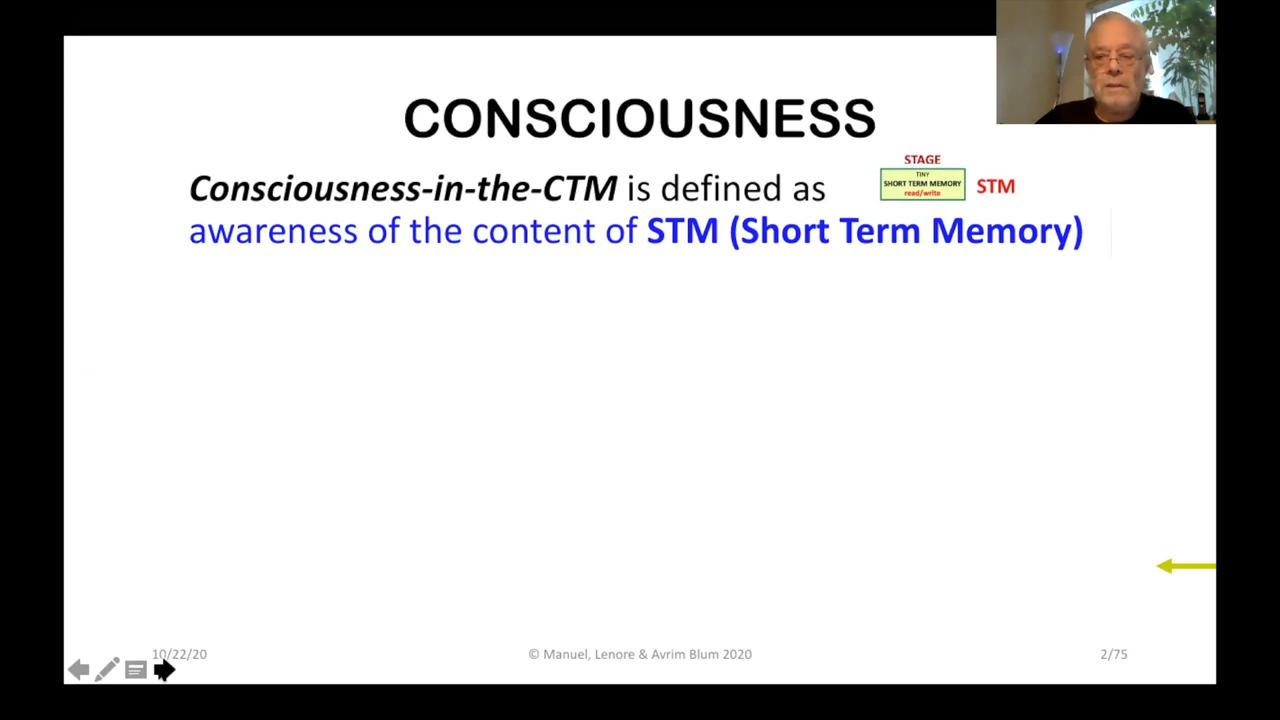 CONSCIOUSNESS
STAGE
Consciousness-in-the-CTM is defined as
TINY
SHORT TERM MEMORY
read/write
STM
awareness of the content of STM (Short Term Memory)
10/22/20
© Manuel, Lenore & Avrim Blum 2020
2/75